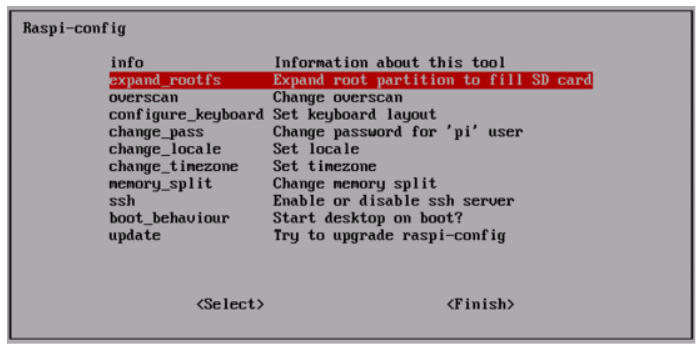 Raspi-config
info Information about this tool
expand_rootfs Expand root partition to fill SD card
overscan Change overscan
configure_keyboard Set keyboard layout
change_pass Change password for 'pi' user
change_locale Set locale
change_timezone Set timezone
memory_split Change memory split
ssh Enable or disable ssh server
boot_behaviour Start desktop on boot?
update Try to upgrade raspi-config
<Select> <Finish>